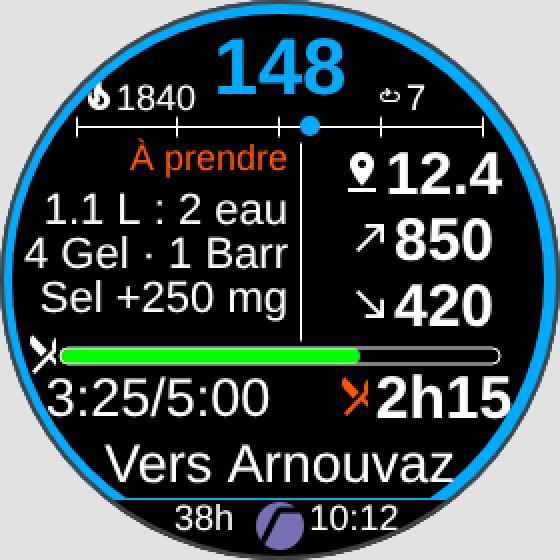 148
1840
7
À prendre
12.4
1.1 L : 2 eau
850
4 Gel · 1 Barr
Sel +250 mg
420
3:25/5:00
2h15
Vers Arnouvaz
38h
10:12